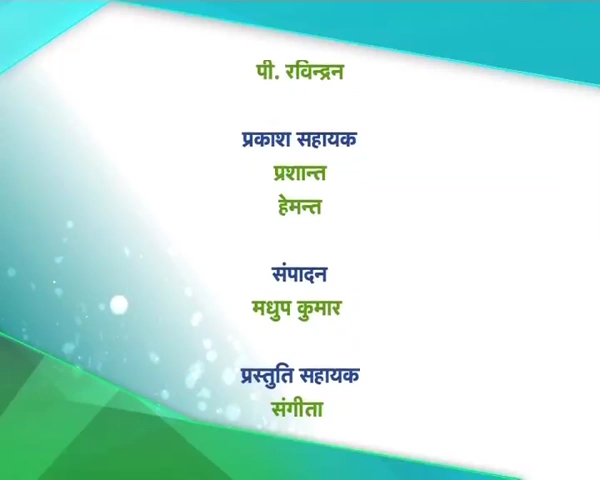 पी. रविन्द्रन
प्रकाश सहायक
प्रशान्त
हेमन्त
संपादन
मधुप कुमार
प्रस्तुति सहायक
संगीता